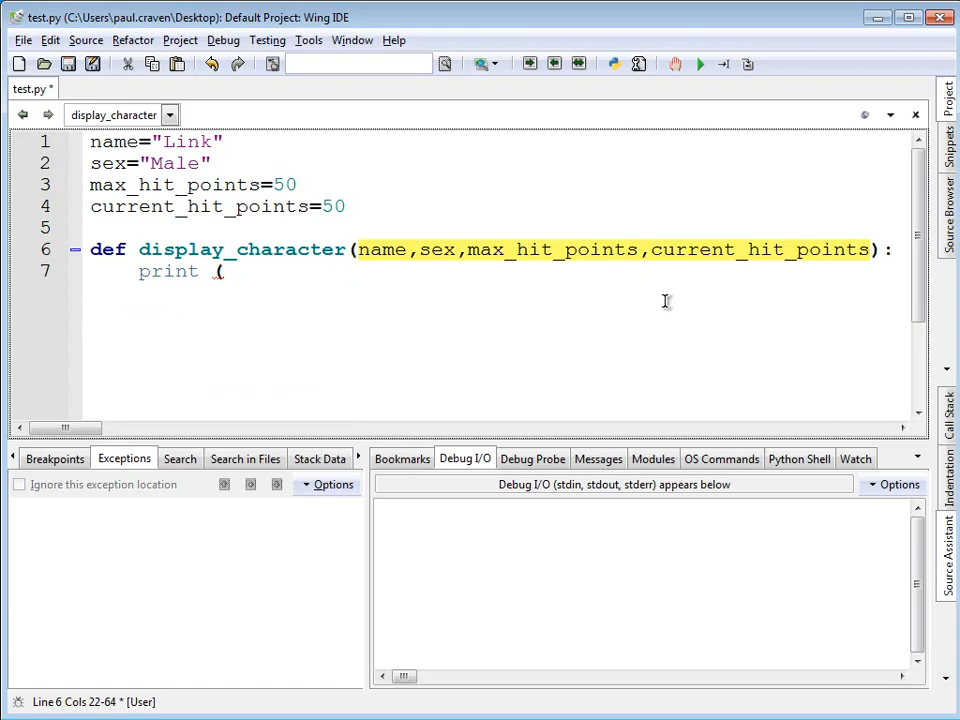 test.py (C:\Users\paul.craven\Desktop): Default Project: Wing IDE
File Edit Source Refactor Project Debug Testing Tools Window Help
test.py *
display_character
1 name="Link"
2 sex="Male"
3 max_hit_points=50
4 current_hit_points=50
5
6 def display_character(name,sex,max_hit_points,current_hit_points):
7 print (
Project
Snippets
Source Browser
Call Stack
Indentation
Source Assistant
Breakpoints Exceptions Search Search in Files Stack Data
Ignore this exception location Options
Bookmarks Debug I/O Debug Probe Messages Modules OS Commands Python Shell Watch
Debug I/O (stdin, stdout, stderr) appears below Options
Line 6 Cols 22-64 * [User]